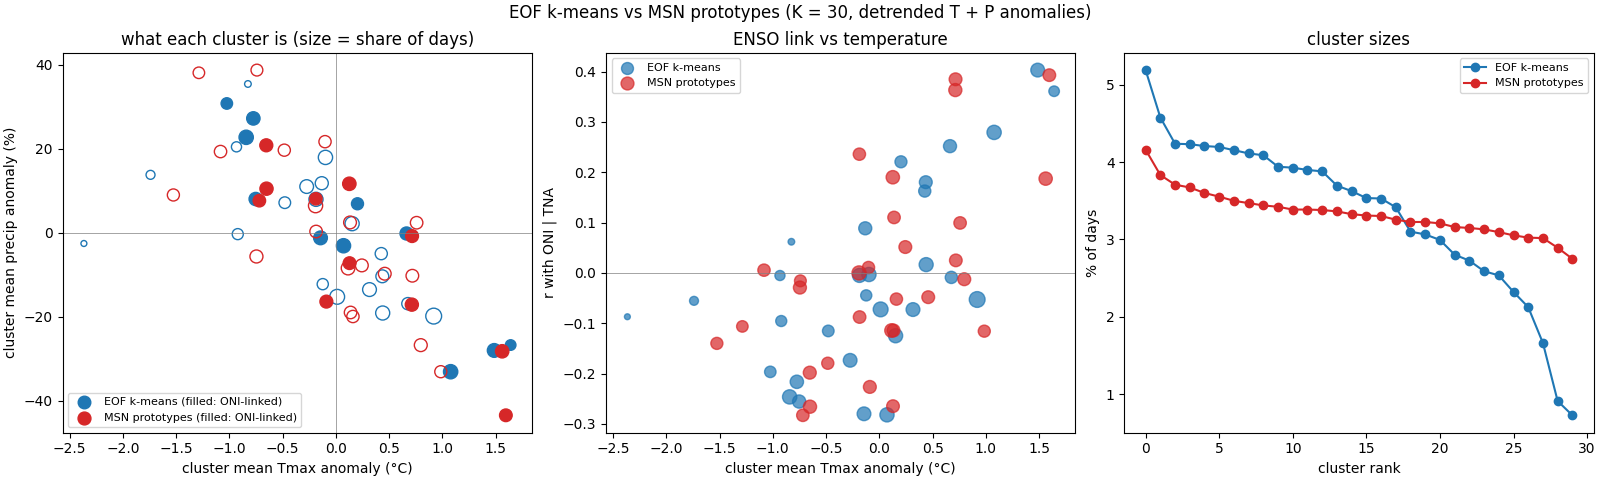 EOF k-means vs MSN prototypes (K = 30, detrended T + P anomalies)
what each cluster is (size = share of days)
cluster mean precip anomaly (%)
40
20
0
−20
−40
EOF k-means (filled: ONI-linked)
MSN prototypes (filled: ONI-linked)
−2.5 −2.0 −1.5 −1.0 −0.5 0.0 0.5 1.0 1.5
cluster mean Tmax anomaly (°C)
ENSO link vs temperature
r with ONI | TNA
0.4
0.3
0.2
0.1
0.0
−0.1
−0.2
−0.3
EOF k-means
MSN prototypes
−2.5 −2.0 −1.5 −1.0 −0.5 0.0 0.5 1.0 1.5
cluster mean Tmax anomaly (°C)
cluster sizes
% of days
5
4
3
2
1
EOF k-means
MSN prototypes
0 5 10 15 20 25 30
cluster rank